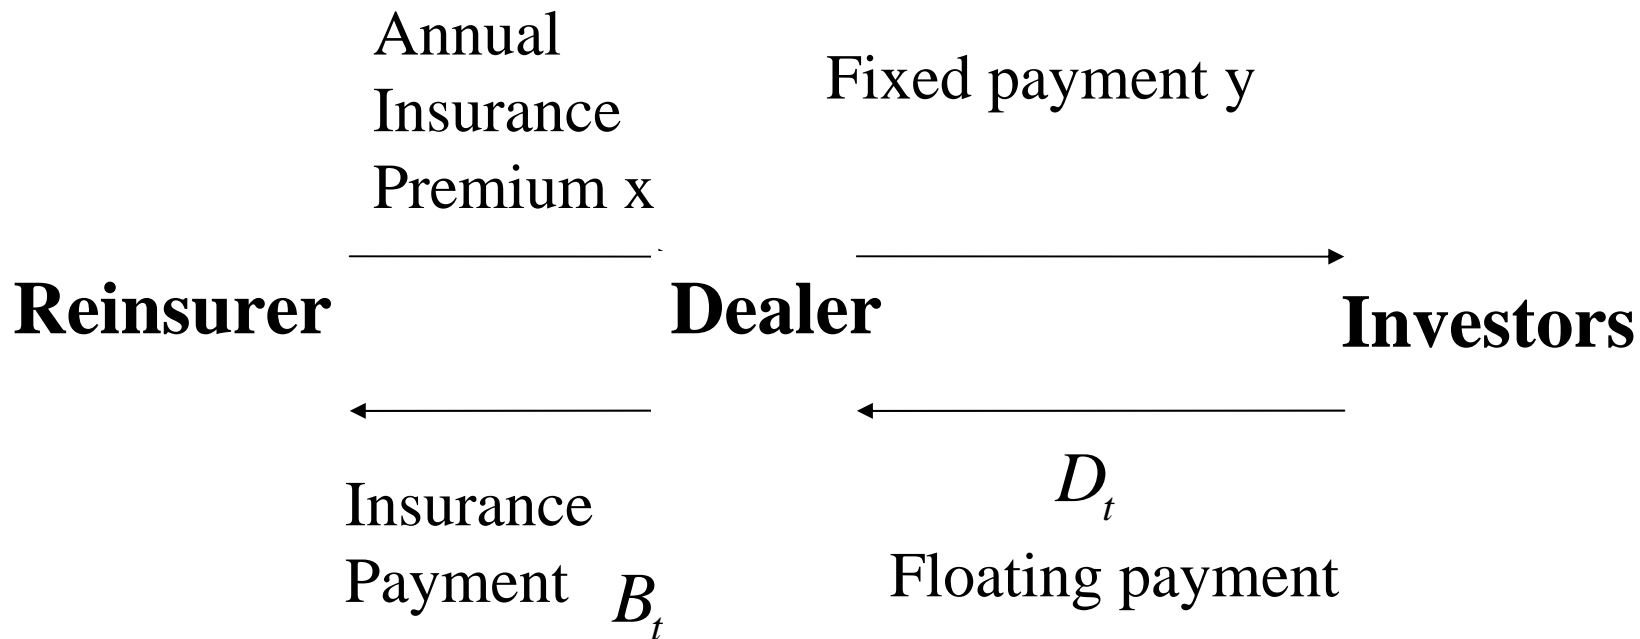 Annual
Insurance
Premium x
Fixed payment y
Reinsurer
Dealer
Investors
Insurance
Payment B_t
D_t
Floating payment